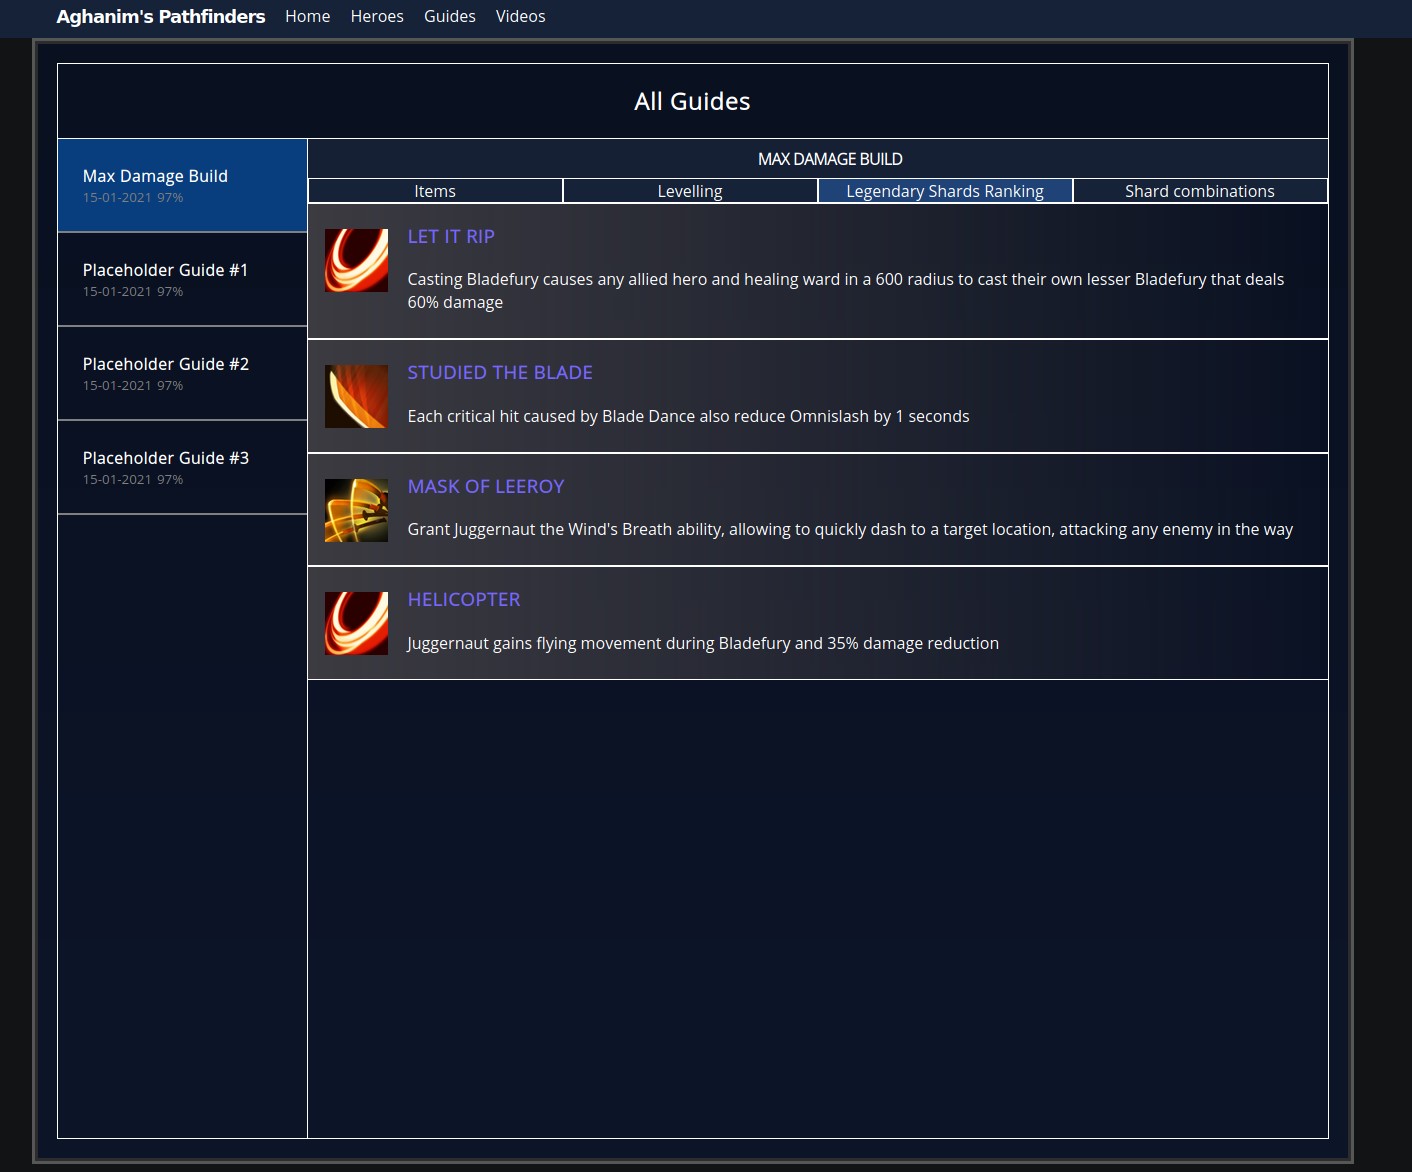 Aghanim's Pathfinders Home Heroes Guides Videos
All Guides
Max Damage Build
15-01-2021 97%
Placeholder Guide #1
15-01-2021 97%
Placeholder Guide #2
15-01-2021 97%
Placeholder Guide #3
15-01-2021 97%
MAX DAMAGE BUILD
Items Levelling Legendary Shards Ranking Shard combinations
LET IT RIP
Casting Bladefury causes any allied hero and healing ward in a 600 radius to cast their own lesser Bladefury that deals
60% damage
STUDIED THE BLADE
Each critical hit caused by Blade Dance also reduce Omnislash by 1 seconds
MASK OF LEEROY
Grant Juggernaut the Wind's Breath ability, allowing to quickly dash to a target location, attacking any enemy in the way
HELICOPTER
Juggernaut gains flying movement during Bladefury and 35% damage reduction